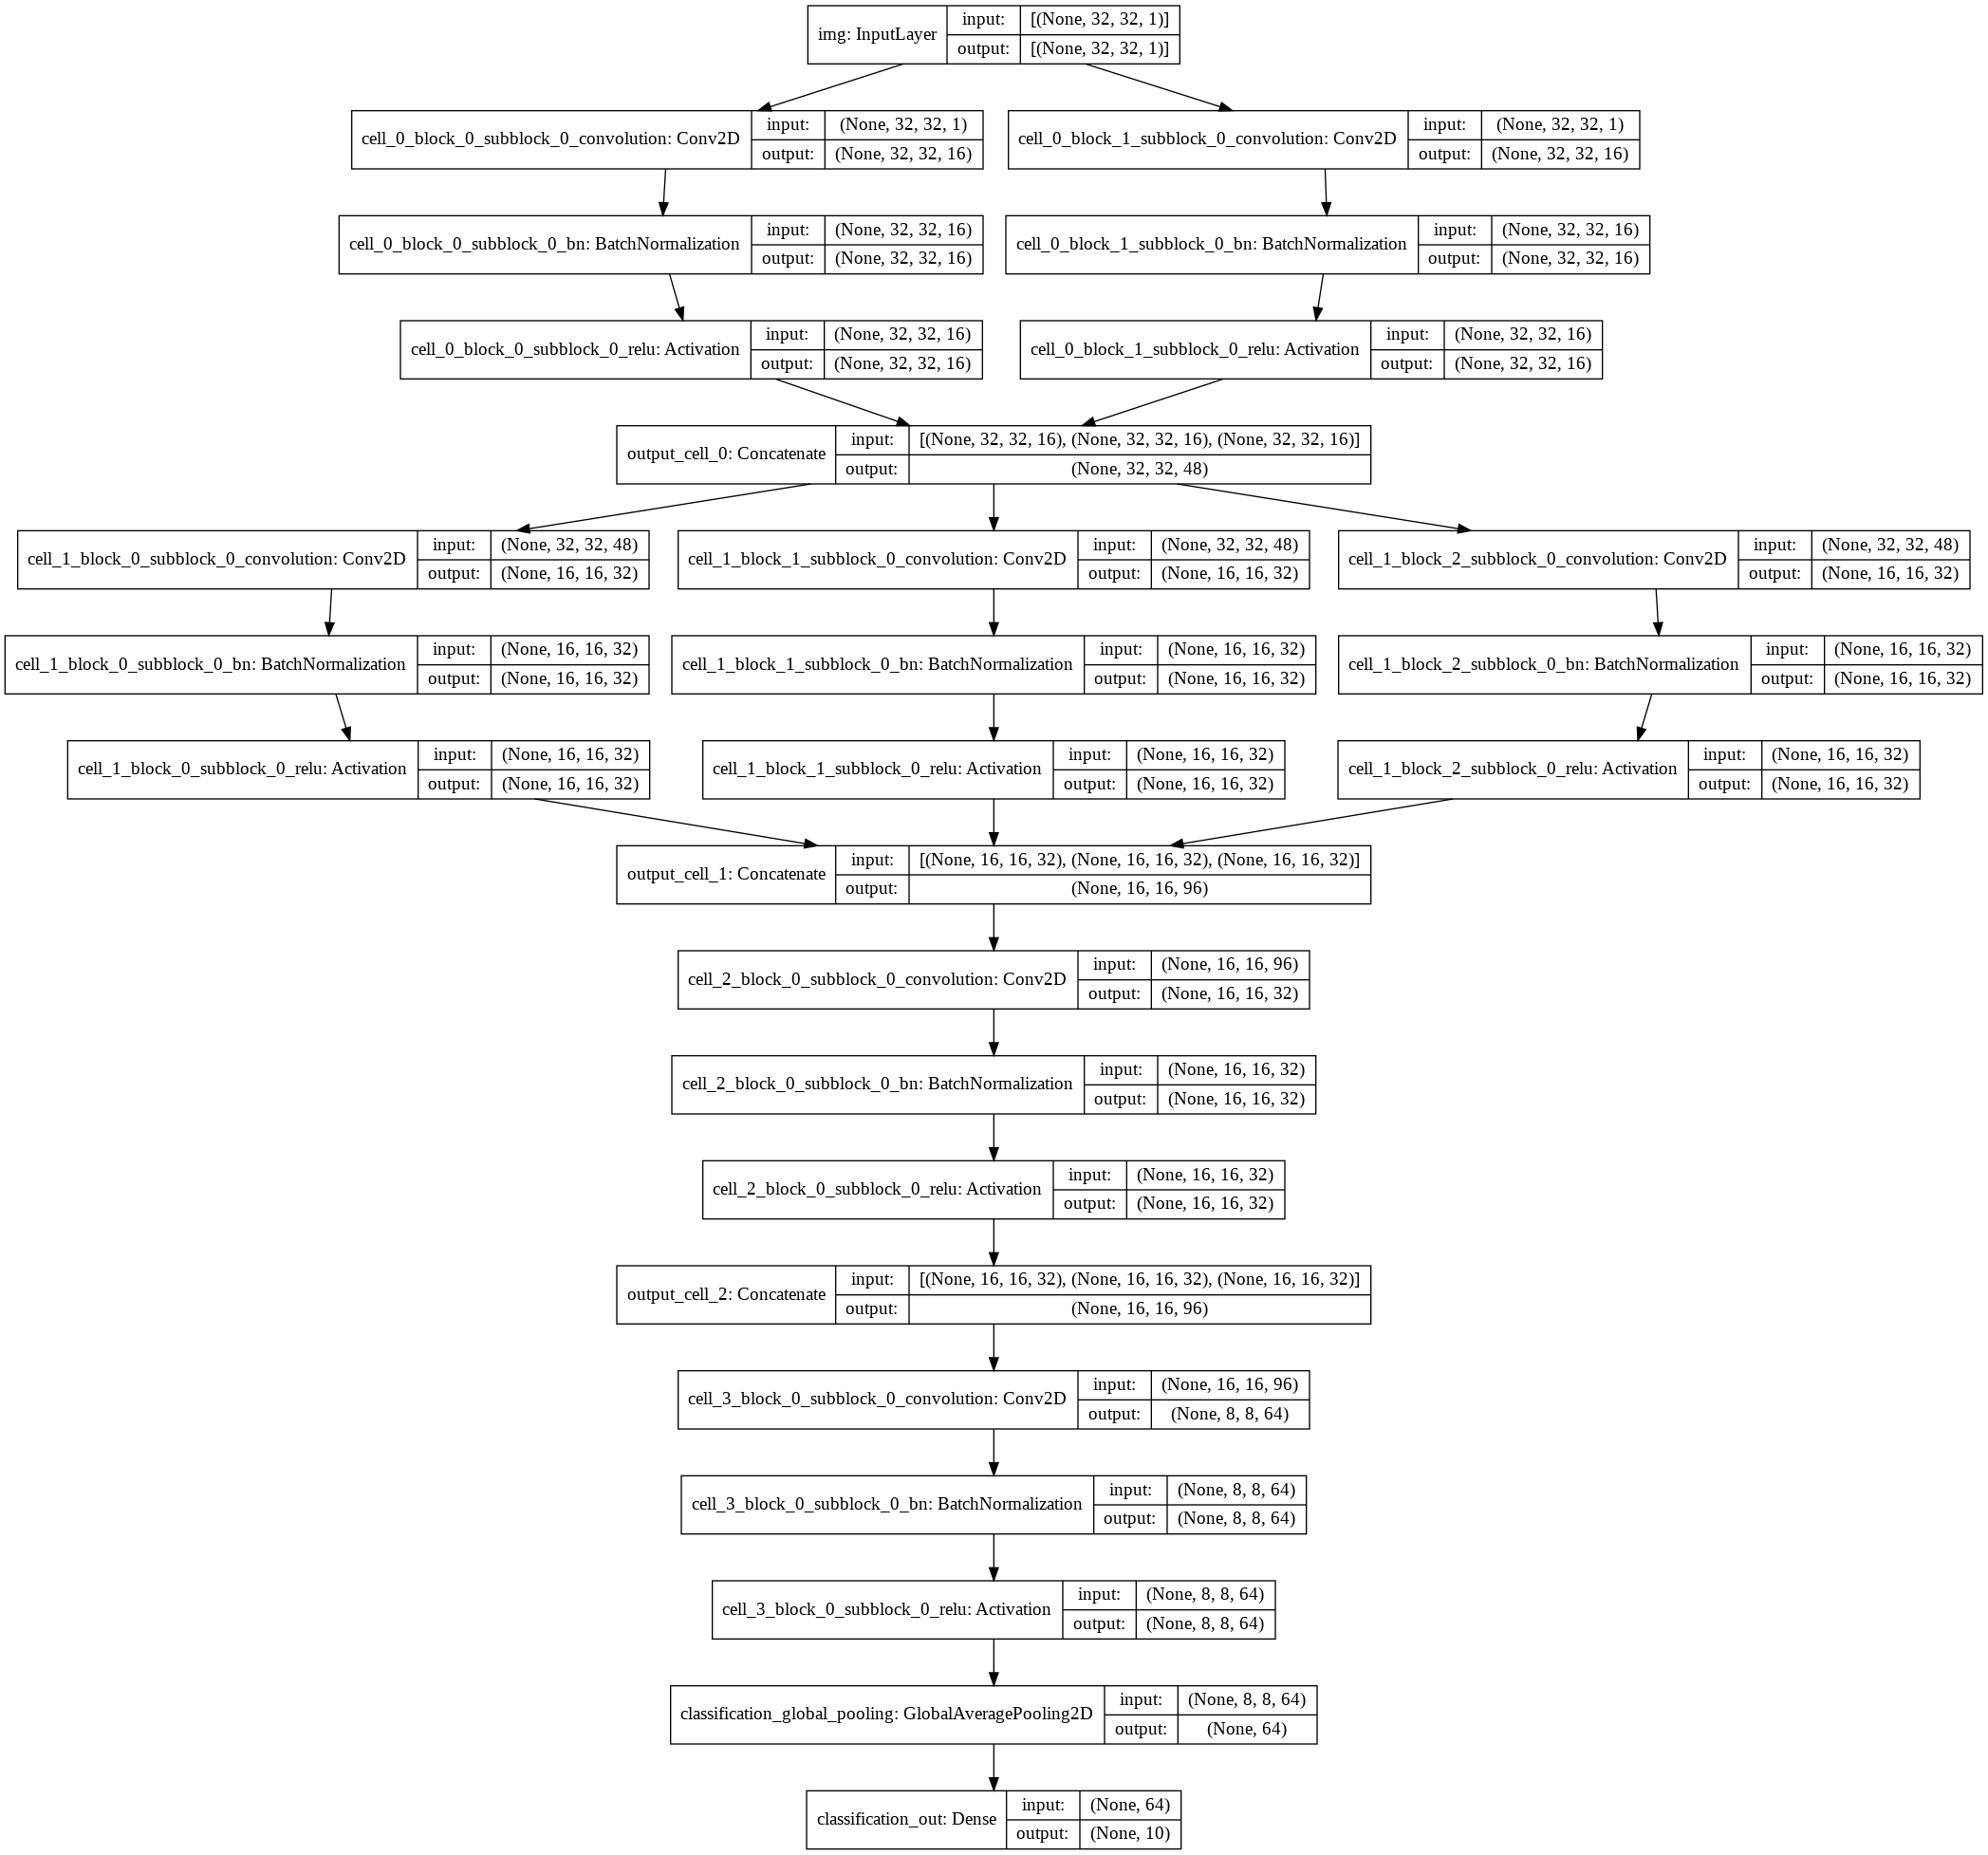 img: InputLayer
input: [(None, 32, 32, 1)]
output: [(None, 32, 32, 1)]
cell_0_block_0_subblock_0_convolution: Conv2D
input: (None, 32, 32, 1)
output: (None, 32, 32, 16)
cell_0_block_1_subblock_0_convolution: Conv2D
input: (None, 32, 32, 1)
output: (None, 32, 32, 16)
cell_0_block_0_subblock_0_bn: BatchNormalization
input: (None, 32, 32, 16)
output: (None, 32, 32, 16)
cell_0_block_1_subblock_0_bn: BatchNormalization
input: (None, 32, 32, 16)
output: (None, 32, 32, 16)
cell_0_block_0_subblock_0_relu: Activation
input: (None, 32, 32, 16)
output: (None, 32, 32, 16)
cell_0_block_1_subblock_0_relu: Activation
input: (None, 32, 32, 16)
output: (None, 32, 32, 16)
output_cell_0: Concatenate
input: [(None, 32, 32, 16), (None, 32, 32, 16), (None, 32, 32, 16)]
output: (None, 32, 32, 48)
cell_1_block_0_subblock_0_convolution: Conv2D
input: (None, 32, 32, 48)
output: (None, 16, 16, 32)
cell_1_block_1_subblock_0_convolution: Conv2D
input: (None, 32, 32, 48)
output: (None, 16, 16, 32)
cell_1_block_2_subblock_0_convolution: Conv2D
input: (None, 32, 32, 48)
output: (None, 16, 16, 32)
cell_1_block_0_subblock_0_bn: BatchNormalization
input: (None, 16, 16, 32)
output: (None, 16, 16, 32)
cell_1_block_1_subblock_0_bn: BatchNormalization
input: (None, 16, 16, 32)
output: (None, 16, 16, 32)
cell_1_block_2_subblock_0_bn: BatchNormalization
input: (None, 16, 16, 32)
output: (None, 16, 16, 32)
cell_1_block_0_subblock_0_relu: Activation
input: (None, 16, 16, 32)
output: (None, 16, 16, 32)
cell_1_block_1_subblock_0_relu: Activation
input: (None, 16, 16, 32)
output: (None, 16, 16, 32)
cell_1_block_2_subblock_0_relu: Activation
input: (None, 16, 16, 32)
output: (None, 16, 16, 32)
output_cell_1: Concatenate
input: [(None, 16, 16, 32), (None, 16, 16, 32), (None, 16, 16, 32)]
output: (None, 16, 16, 96)
cell_2_block_0_subblock_0_convolution: Conv2D
input: (None, 16, 16, 96)
output: (None, 16, 16, 32)
cell_2_block_0_subblock_0_bn: BatchNormalization
input: (None, 16, 16, 32)
output: (None, 16, 16, 32)
cell_2_block_0_subblock_0_relu: Activation
input: (None, 16, 16, 32)
output: (None, 16, 16, 32)
output_cell_2: Concatenate
input: [(None, 16, 16, 32), (None, 16, 16, 32), (None, 16, 16, 32)]
output: (None, 16, 16, 96)
cell_3_block_0_subblock_0_convolution: Conv2D
input: (None, 16, 16, 96)
output: (None, 8, 8, 64)
cell_3_block_0_subblock_0_bn: BatchNormalization
input: (None, 8, 8, 64)
output: (None, 8, 8, 64)
cell_3_block_0_subblock_0_relu: Activation
input: (None, 8, 8, 64)
output: (None, 8, 8, 64)
classification_global_pooling: GlobalAveragePooling2D
input: (None, 8, 8, 64)
output: (None, 64)
classification_out: Dense
input: (None, 64)
output: (None, 10)